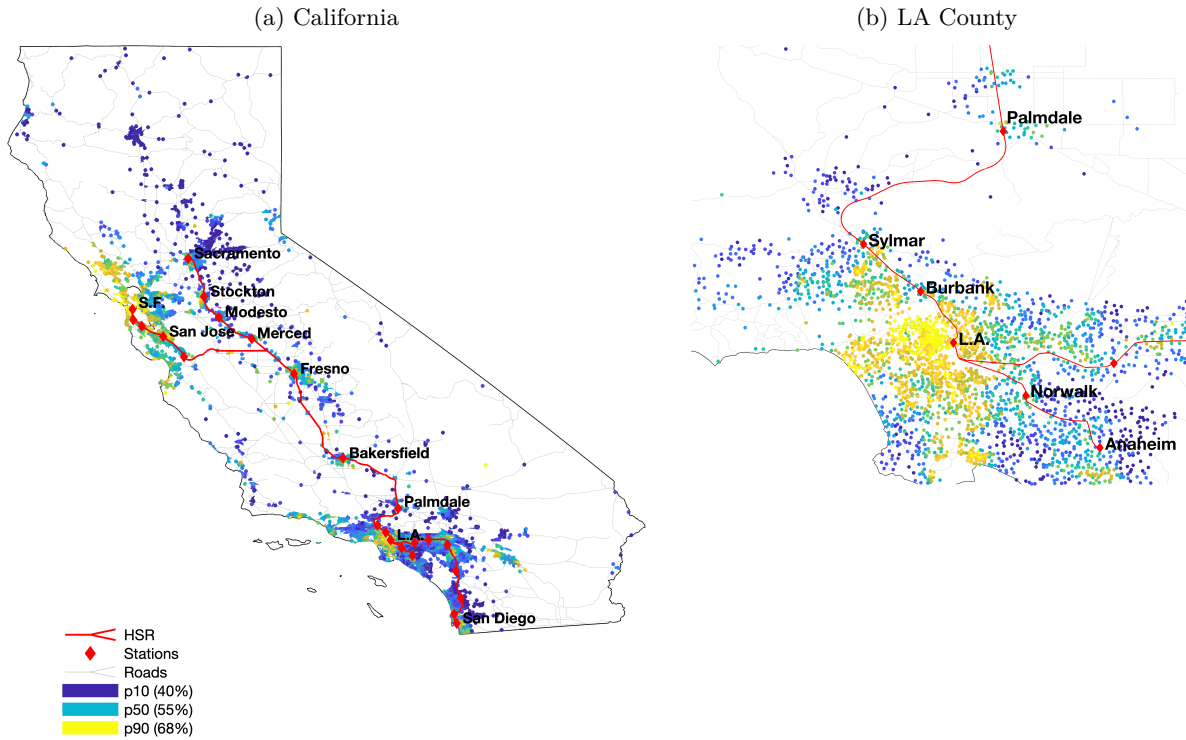 (a) California
(b) LA County
Sacramento
Stockton
Modesto
S.F.
San Jose
Merced
Fresno
Bakersfield
Palmdale
L.A.
San Diego
HSR
Stations
Roads
p10 (40%)
p50 (55%)
p90 (68%)
Palmdale
Sylmar
Burbank
L.A.
Norwalk
Anaheim